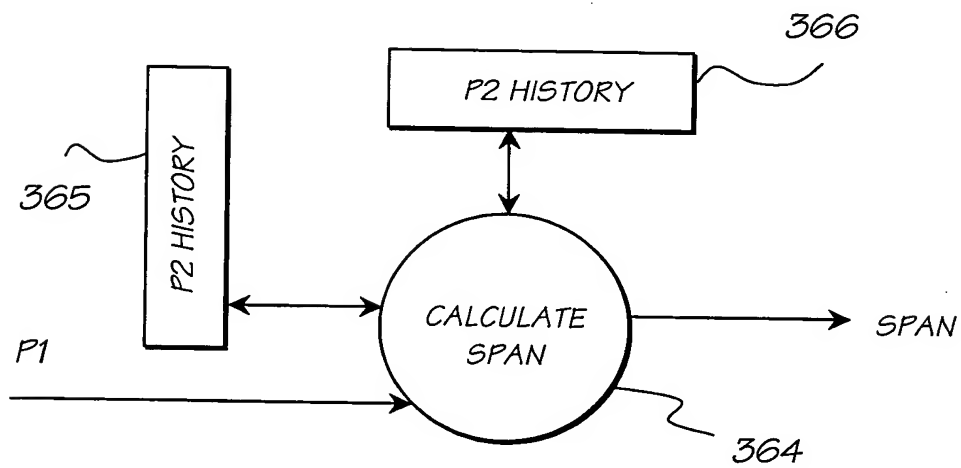 366
P2 HISTORY
365
P2 HISTORY
CALCULATE
SPAN
SPAN
P1
364